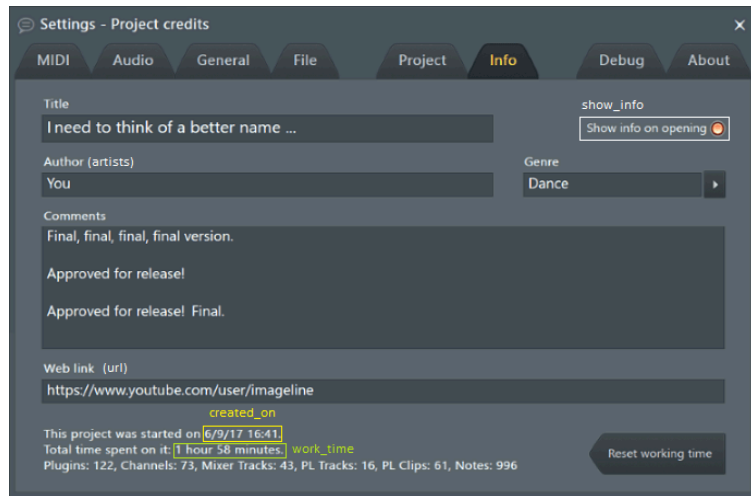 Settings - Project credits
MIDI Audio General File Project Info Debug About
Title
show_info
I need to think of a better name ...
Show info on opening
Author (artists)
Genre
You
Dance
Comments
Final, final, final, final version.
Approved for release!
Approved for release! Final.
Web link (url)
https://www.youtube.com/user/imageline
created_on
This project was started on 6/9/17 16:41.
Total time spent on it: 1 hour 58 minutes. work_time
Plugins: 122, Channels: 73, Mixer Tracks: 43, PL Tracks: 16, PL Clips: 61, Notes: 996
Reset working time